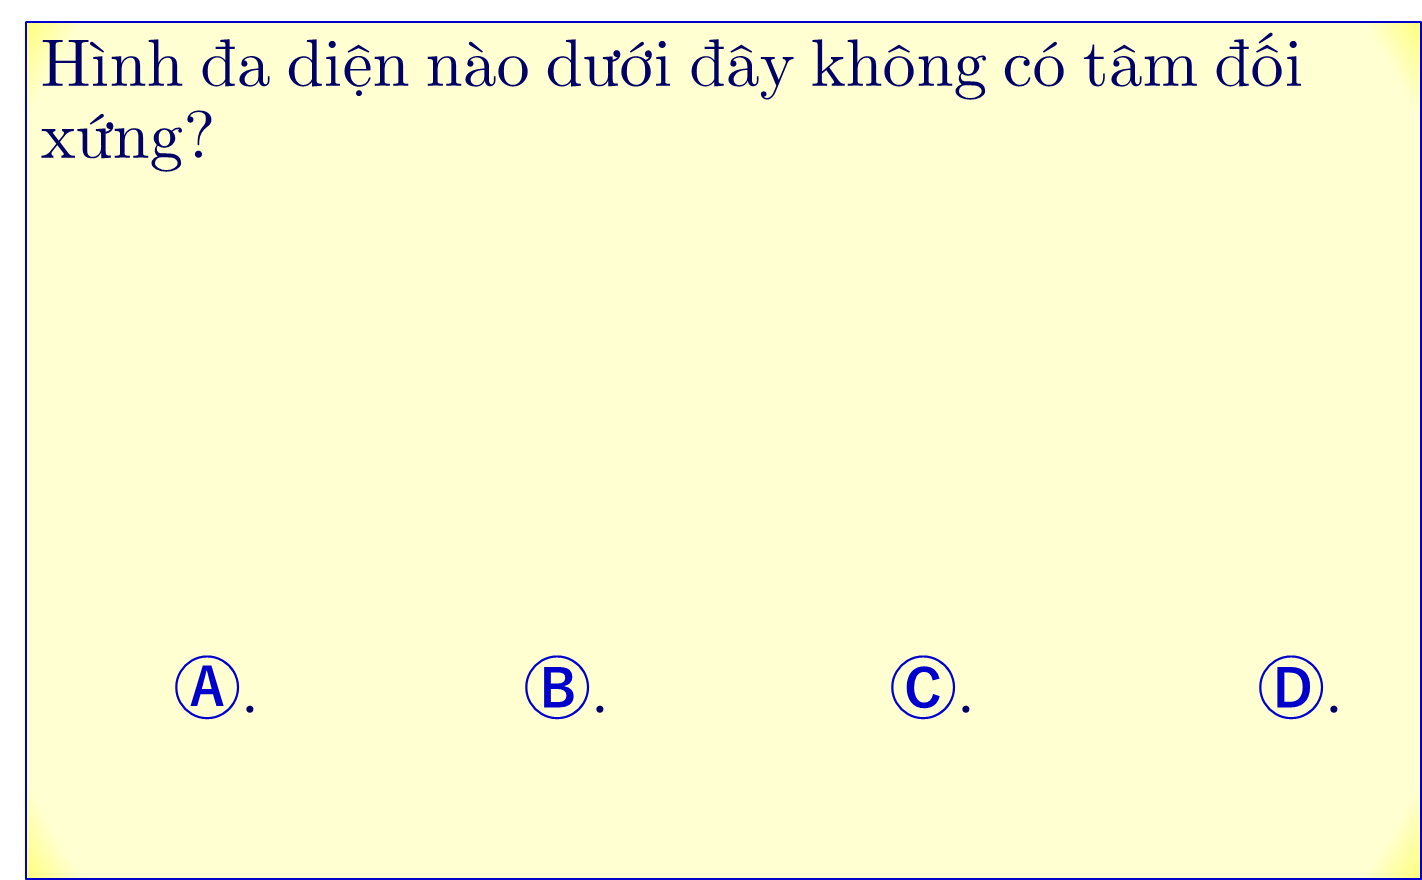 Hình đa diện nào dưới đây không có tâm đối
xứng?
Ⓐ. Ⓑ. Ⓒ. Ⓓ.